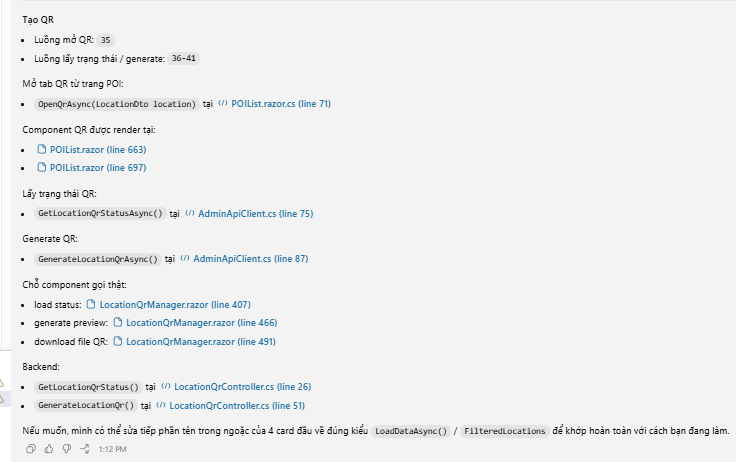 Tạo QR
• Luồng mở QR: 35
• Luồng lấy trạng thái / generate: 36-41
Mở tab QR từ trang POI:
• OpenQrAsync(LocationDto location) tại POIList.razor.cs (line 71)
Component QR được render tại:
• POIList.razor (line 663)
• POIList.razor (line 697)
Lấy trạng thái QR:
• GetLocationQrStatusAsync() tại AdminApiClient.cs (line 75)
Generate QR:
• GenerateLocationQrAsync() tại AdminApiClient.cs (line 87)
Chỗ component gọi thật:
• load status: LocationQrManager.razor (line 407)
• generate preview: LocationQrManager.razor (line 466)
• download file QR: LocationQrManager.razor (line 491)
Backend:
• GetLocationQrStatus() tại LocationQrController.cs (line 26)
• GenerateLocationQr() tại LocationQrController.cs (line 51)
Nếu muốn, mình có thể sửa tiếp phần tên trong ngoặc của 4 card đầu về đúng kiểu LoadDataAsync() / FilteredLocations để khớp hoàn toàn với cách bạn đang làm.
1:12 PM